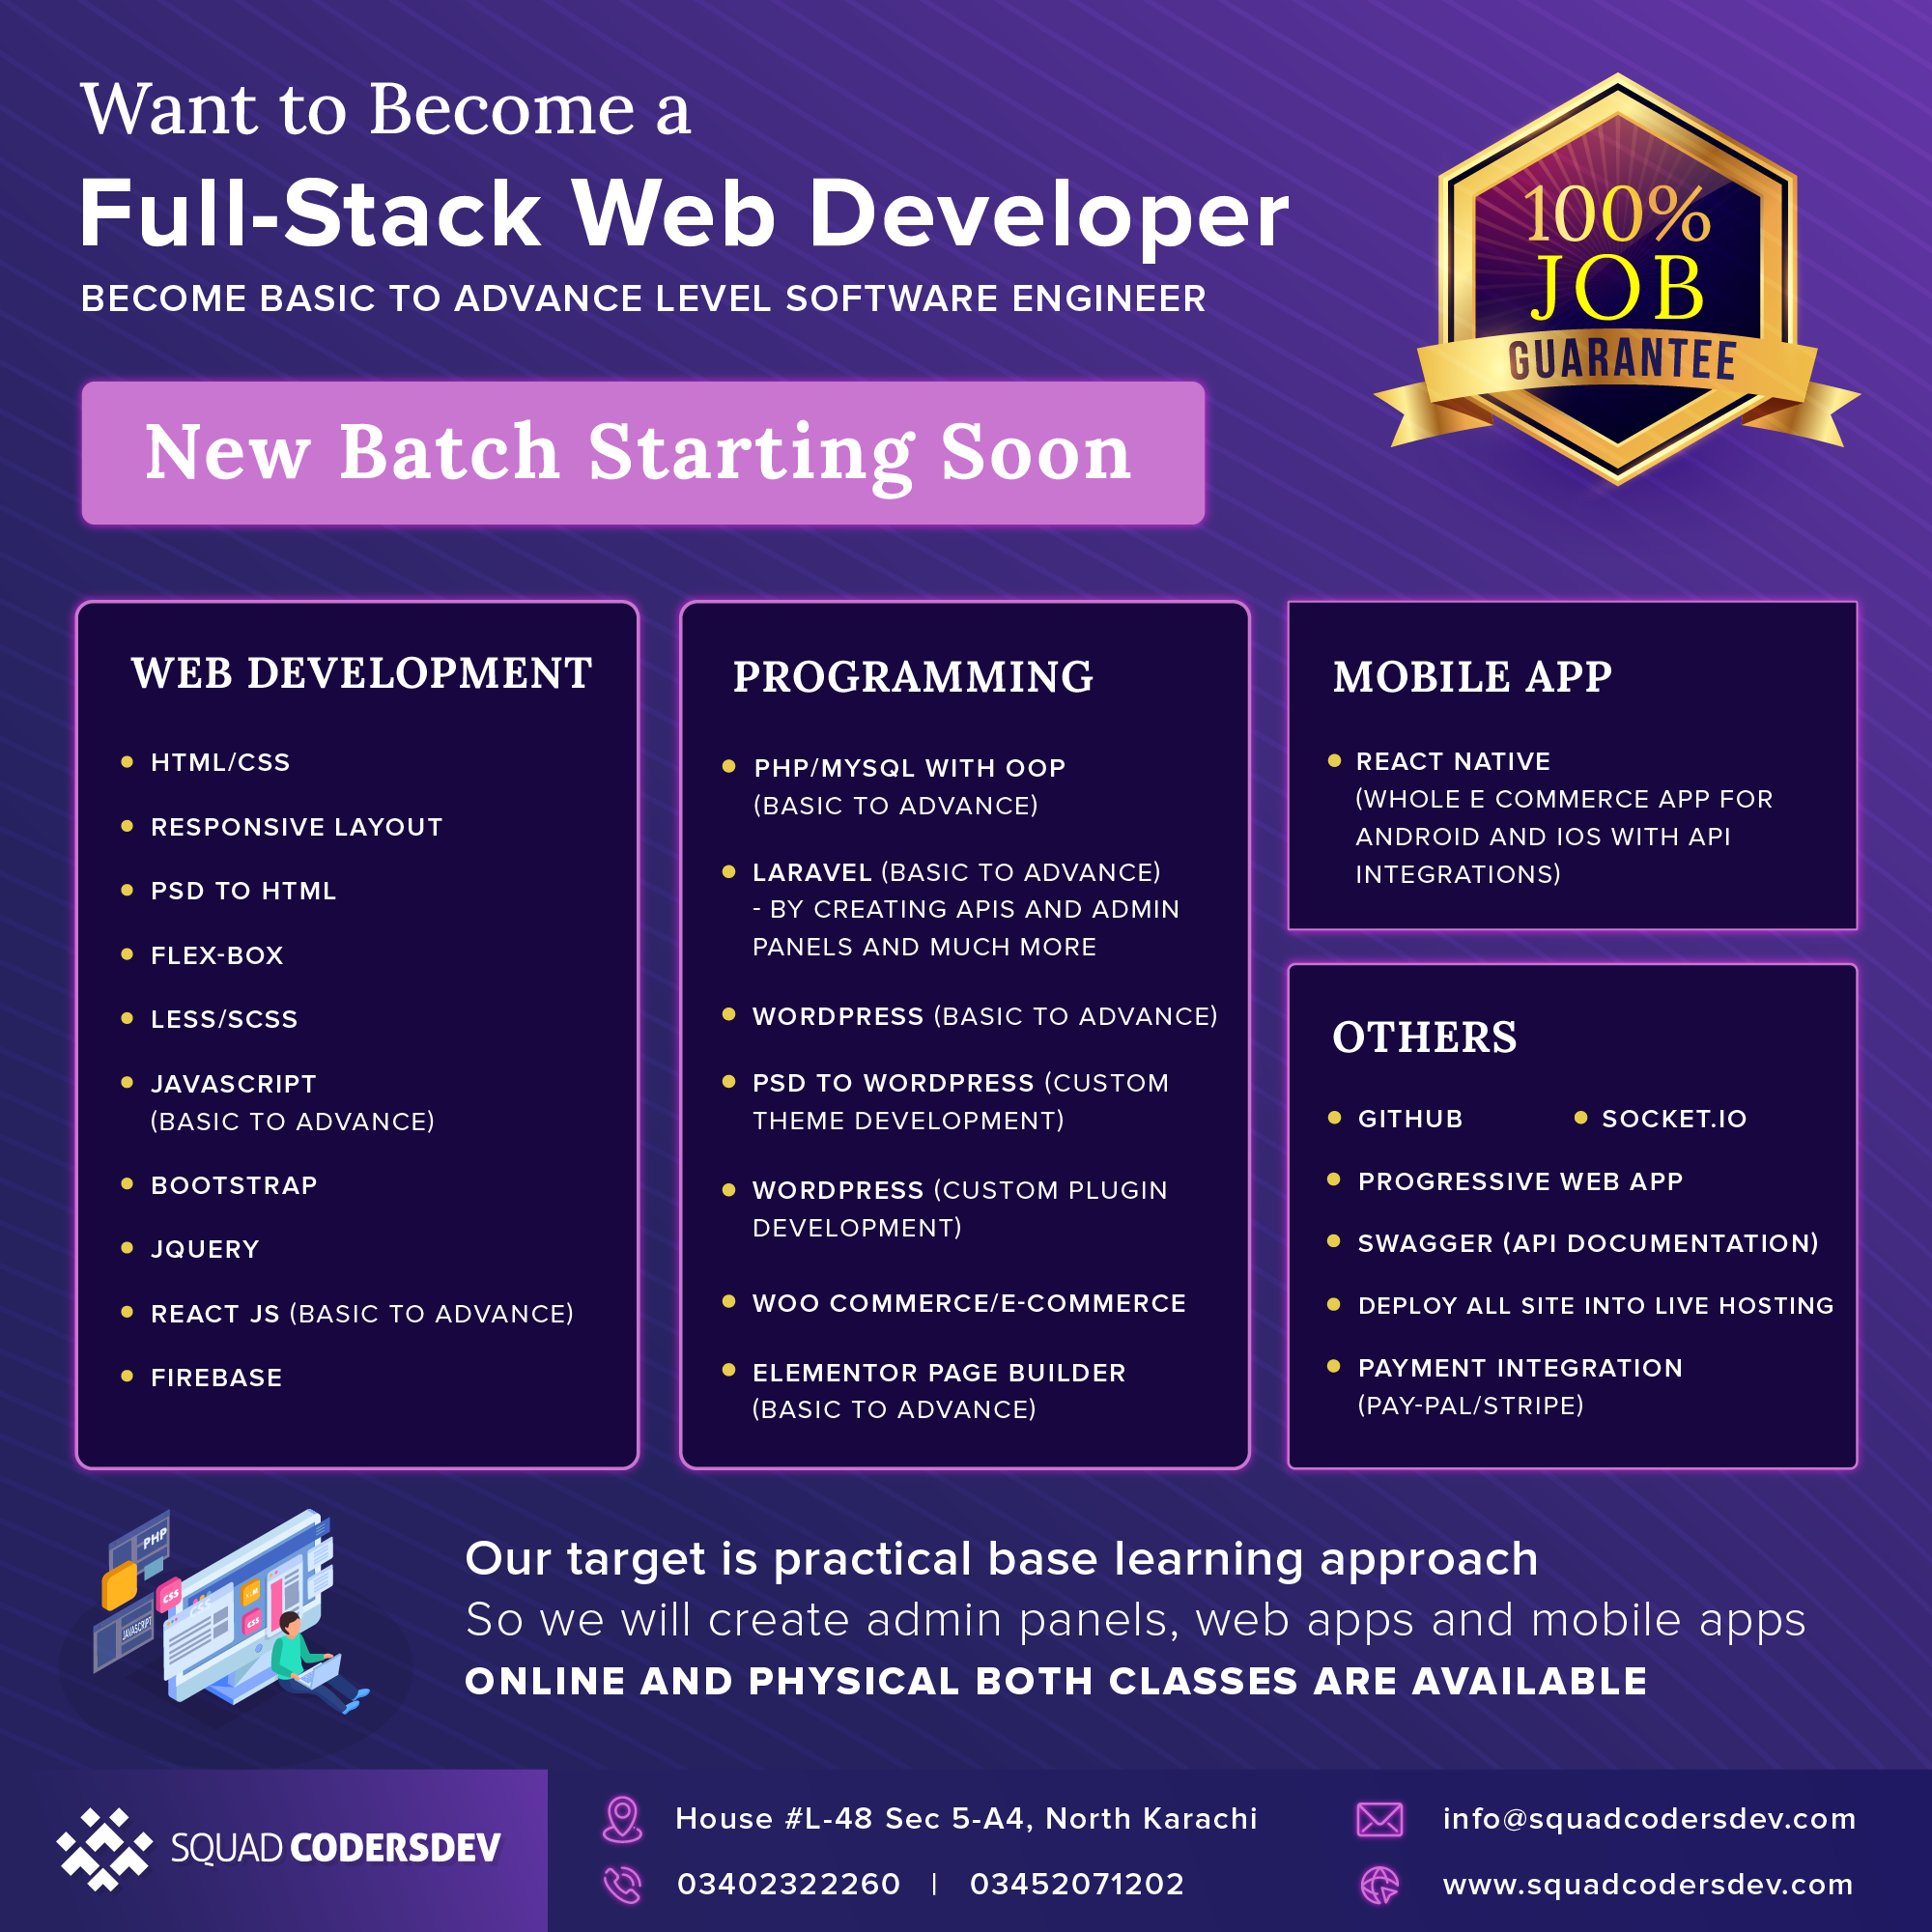 Want to Become a
Full-Stack Web Developer
BECOME BASIC TO ADVANCE LEVEL SOFTWARE ENGINEER
100%
JOB
GUARANTEE
New Batch Starting Soon
WEB DEVELOPMENT
HTML/CSS
RESPONSIVE LAYOUT
PSD TO HTML
FLEX-BOX
LESS/SCSS
JAVASCRIPT
(BASIC TO ADVANCE)
BOOTSTRAP
JQUERY
REACT JS (BASIC TO ADVANCE)
FIREBASE
PROGRAMMING
PHP/MYSQL WITH OOP
(BASIC TO ADVANCE)
LARAVEL (BASIC TO ADVANCE)
- BY CREATING APIS AND ADMIN
PANELS AND MUCH MORE
WORDPRESS (BASIC TO ADVANCE)
PSD TO WORDPRESS (CUSTOM
THEME DEVELOPMENT)
WORDPRESS (CUSTOM PLUGIN
DEVELOPMENT)
WOO COMMERCE/E-COMMERCE
ELEMENTOR PAGE BUILDER
(BASIC TO ADVANCE)
MOBILE APP
REACT NATIVE
(WHOLE E COMMERCE APP FOR
ANDROID AND IOS WITH API
INTEGRATIONS)
OTHERS
GITHUB
SOCKET.IO
PROGRESSIVE WEB APP
SWAGGER (API DOCUMENTATION)
DEPLOY ALL SITE INTO LIVE HOSTING
PAYMENT INTEGRATION
(PAY-PAL/STRIPE)
PHP
CSS
JAVASCRIPT
CSS
CSS
Our target is practical base learning approach
So we will create admin panels, web apps and mobile apps
ONLINE AND PHYSICAL BOTH CLASSES ARE AVAILABLE
SQUAD CODERSDEV
House #L-48 Sec 5-A4, North Karachi
03402322260 | 03452071202
info@squadcodersdev.com
www.squadcodersdev.com